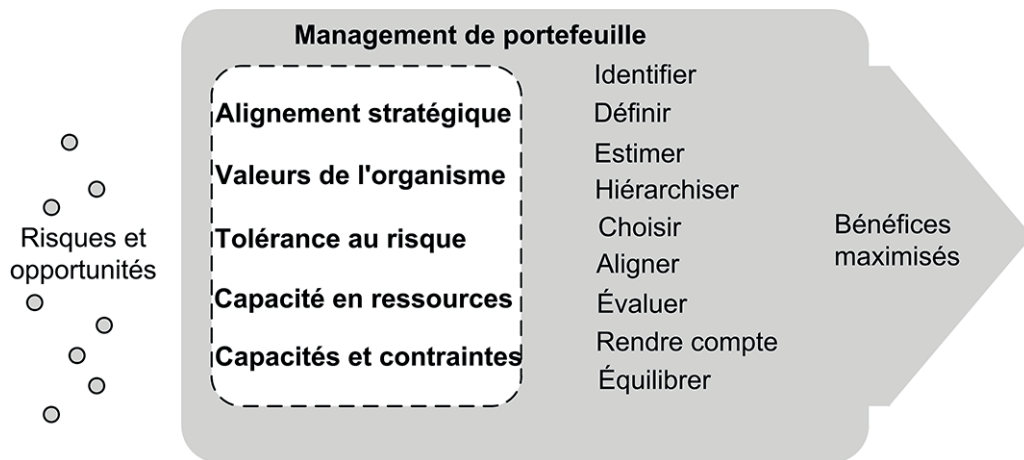 Management de portefeuille
Risques et
opportunités
Alignement stratégique
Valeurs de l'organisme
Tolérance au risque
Capacité en ressources
Capacités et contraintes
Identifier
Définir
Estimer
Hiérarchiser
Choisir
Aligner
Évaluer
Rendre compte
Équilibrer
Bénéfices
maximisés